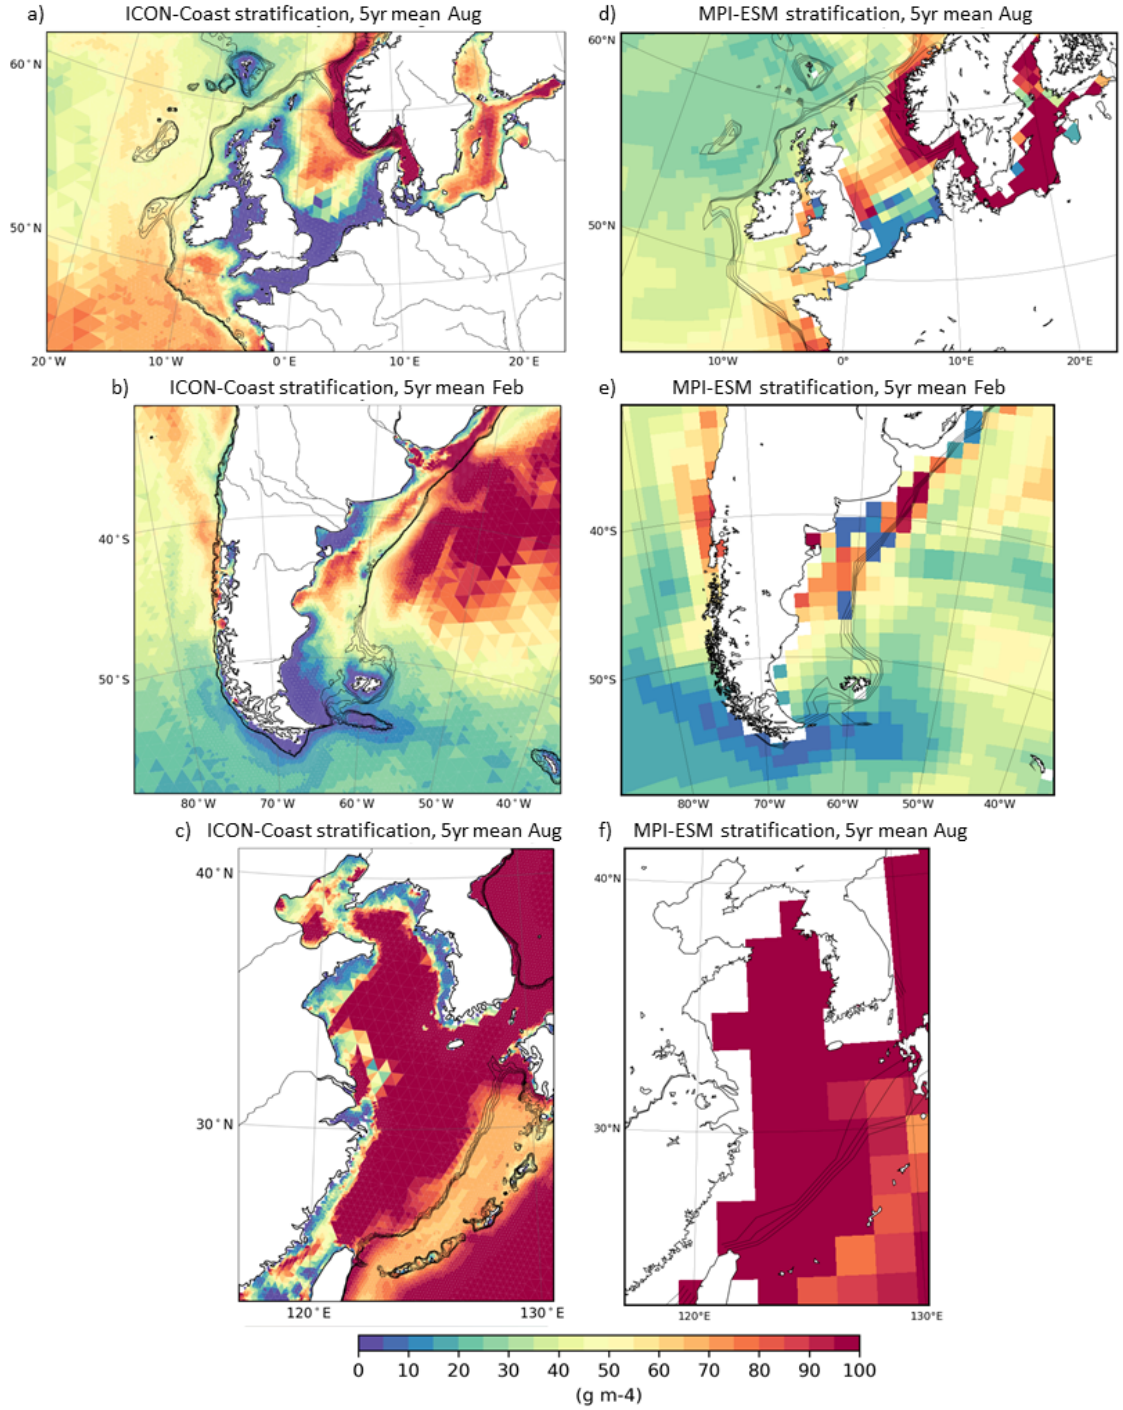 a) ICON-Coast stratification, 5yr mean Aug
d) MPI-ESM stratification, 5yr mean Aug
60°N
50°N
20°W 10°W 0°E 10°E 20°E
60°N
50°N
10°W 0° 10°E 20°E
b) ICON-Coast stratification, 5yr mean Feb
e) MPI-ESM stratification, 5yr mean Feb
40°S
50°S
80°W 70°W 60°W 50°W 40°W
40°S
50°S
80°W 70°W 60°W 50°W 40°W
c) ICON-Coast stratification, 5yr mean Aug
f) MPI-ESM stratification, 5yr mean Aug
40°N
30°N
120°E 130°E
40°N
30°N
120°E 130°E
0 10 20 30 40 50 60 70 80 90 100
(g m-4)